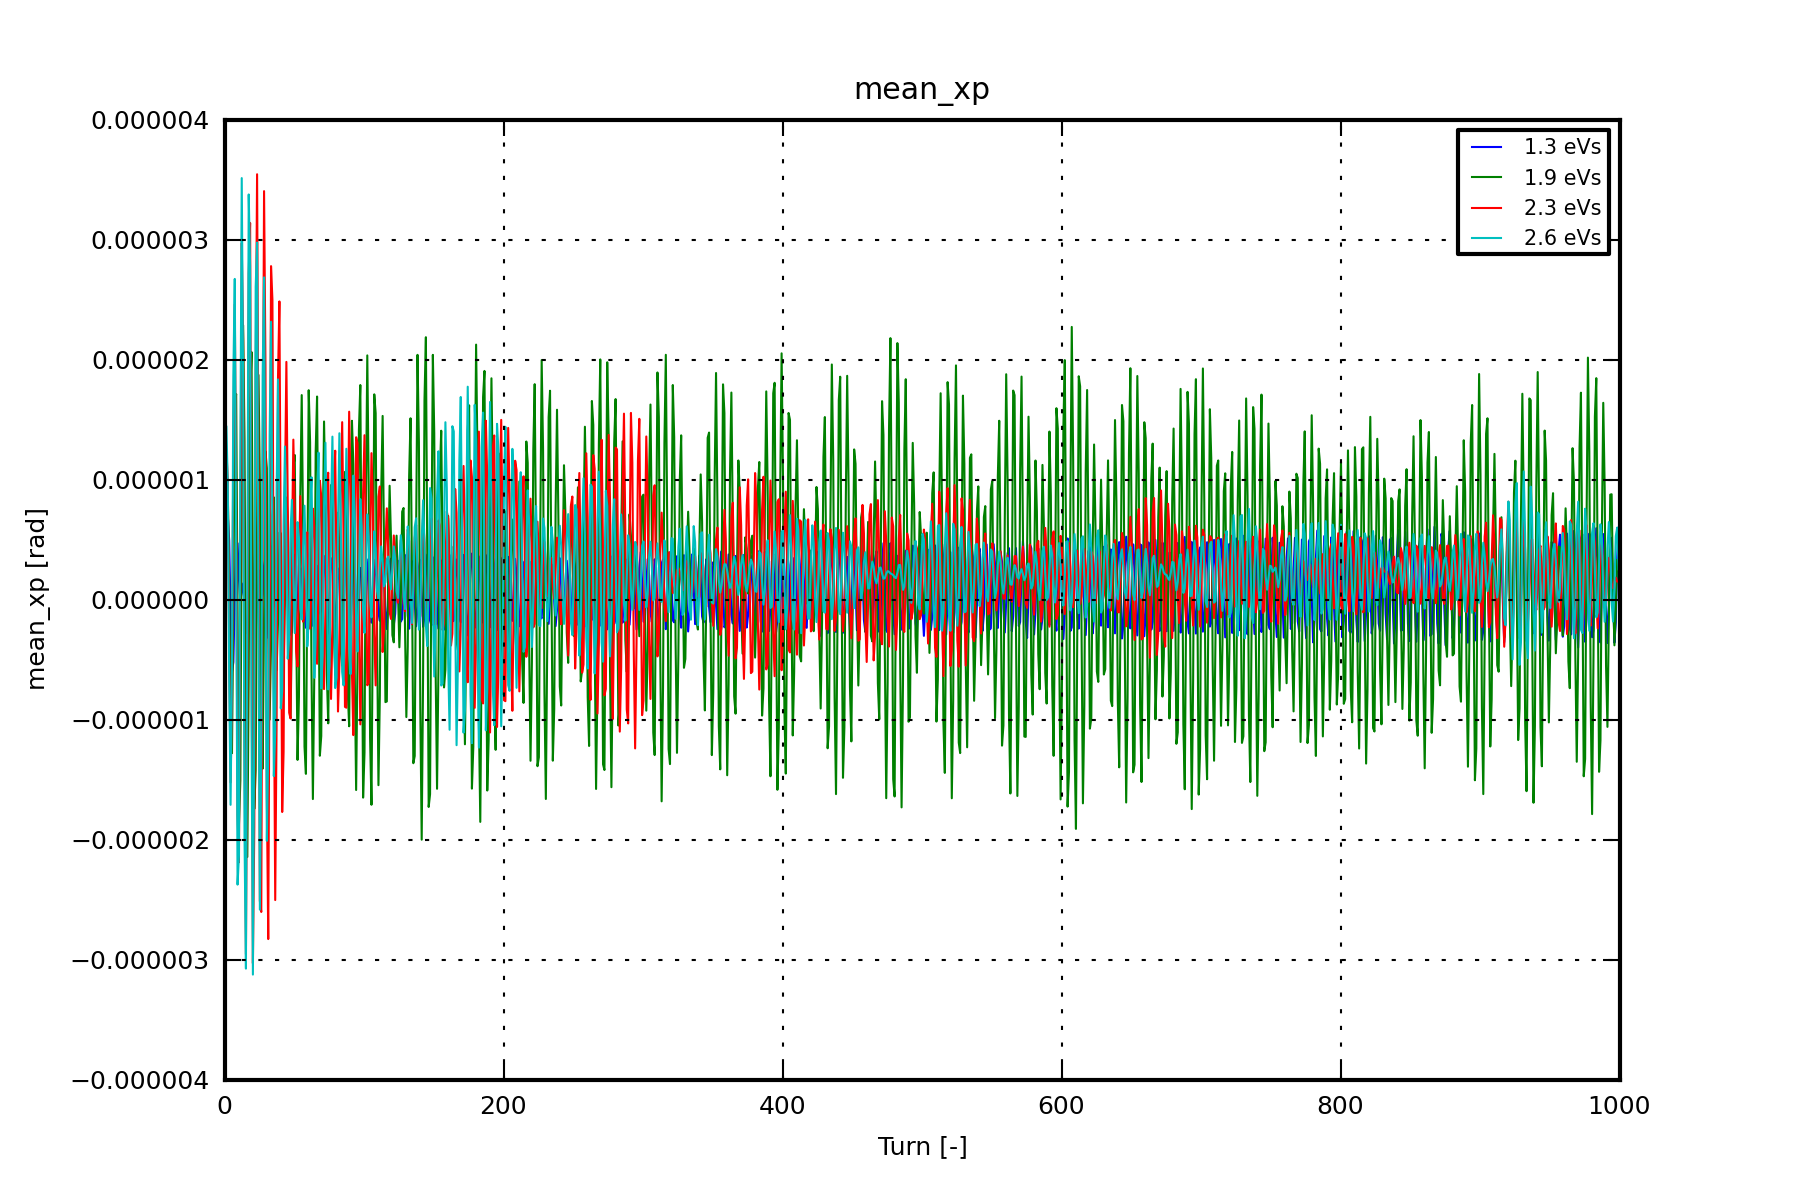 mean_xp
0.000004
0.000003
0.000002
0.000001
0.000000
−0.000001
−0.000002
−0.000003
−0.000004
mean_xp [rad]
1.3 eVs
1.9 eVs
2.3 eVs
2.6 eVs
0 200 400 600 800 1000
Turn [-]